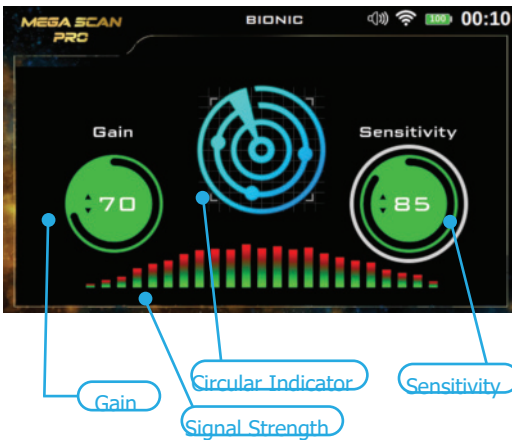 MEGA SCAN
PRO
BIONIC
100
00:10
Gain
Sensitivity
70
85
Circular Indicator
Sensitivity
Gain
Signal Strength